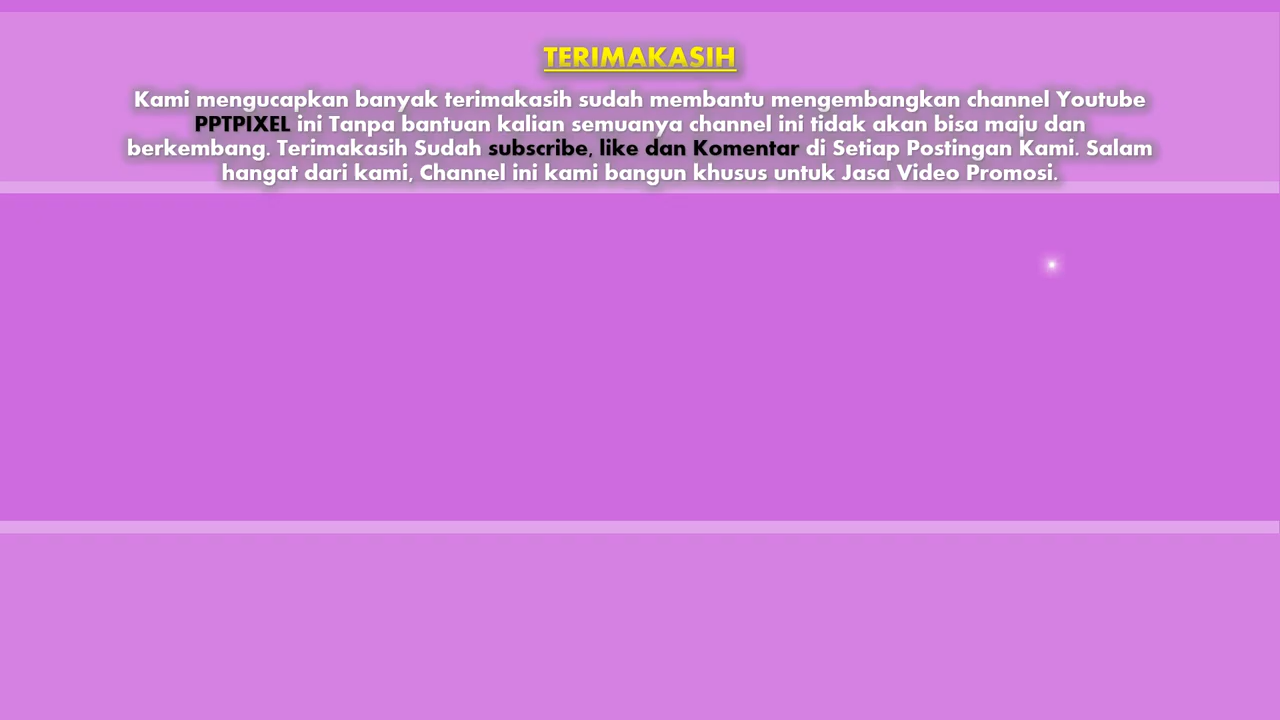 TERIMAKASIH
Kami mengucapkan banyak terimakasih sudah membantu mengembangkan channel Youtube
PPTPIXEL ini Tanpa bantuan kalian semuanya channel ini tidak akan bisa maju dan
berkembang. Terimakasih Sudah subscribe, like dan Komentar di Setiap Postingan Kami. Salam
hangat dari kami, Channel ini kami bangun khusus untuk Jasa Video Promosi.